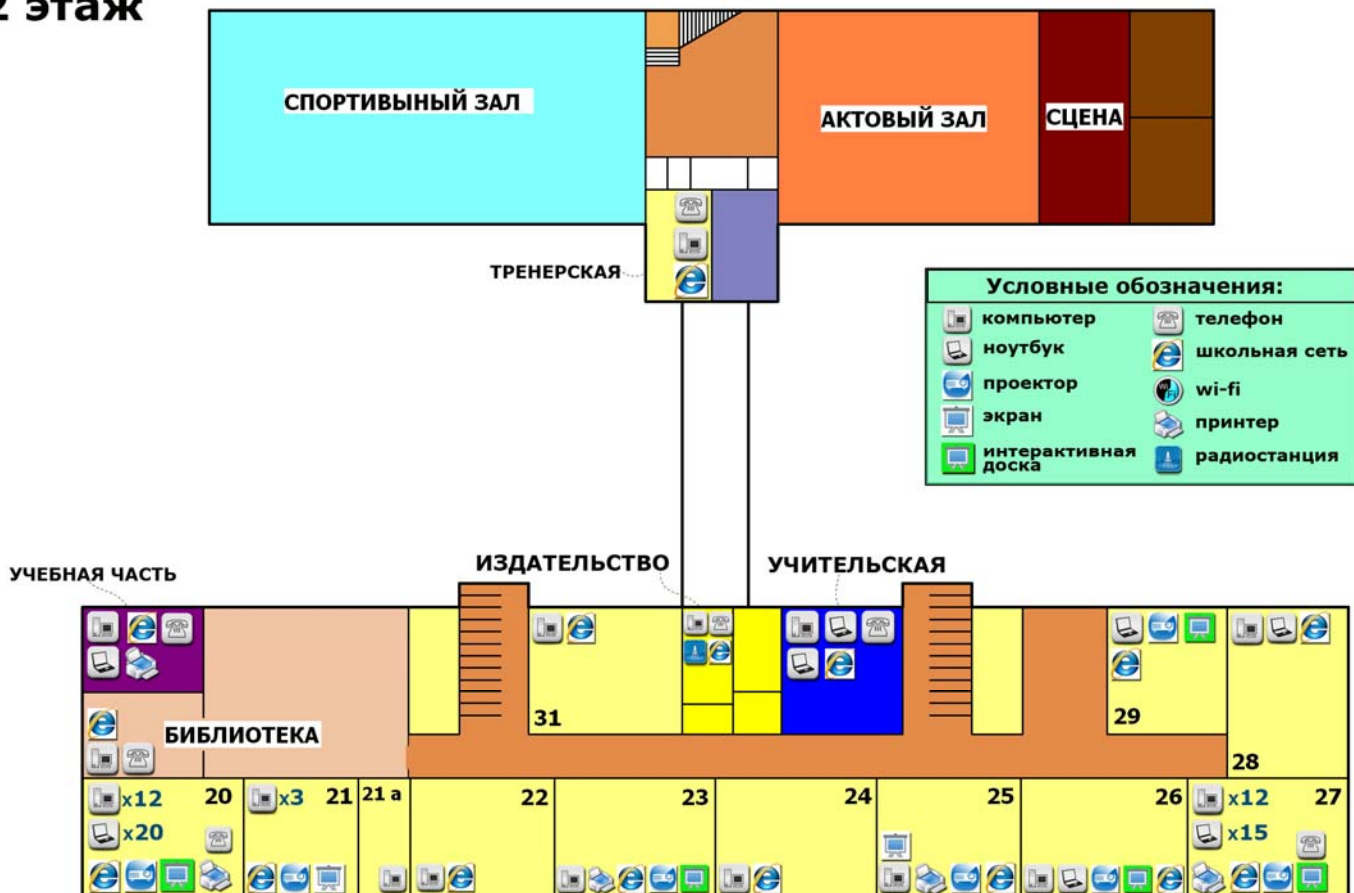 2 этаж
СПОРТИВЫНЫЙ ЗАЛ
АКТОВЫЙ ЗАЛ
СЦЕНА
ТРЕНЕРСКАЯ
Условные обозначения:
компьютер
телефон
ноутбук
школьная сеть
проектор
wi-fi
экран
принтер
интерактивная
доска
радиостанция
УЧЕБНАЯ ЧАСТЬ
ИЗДАТЕЛЬСТВО
УЧИТЕЛЬСКАЯ
31
29
БИБЛИОТЕКА
28
x12 20
x3 21
21 а
22
23
24
25
26
x12 27
x20
x15